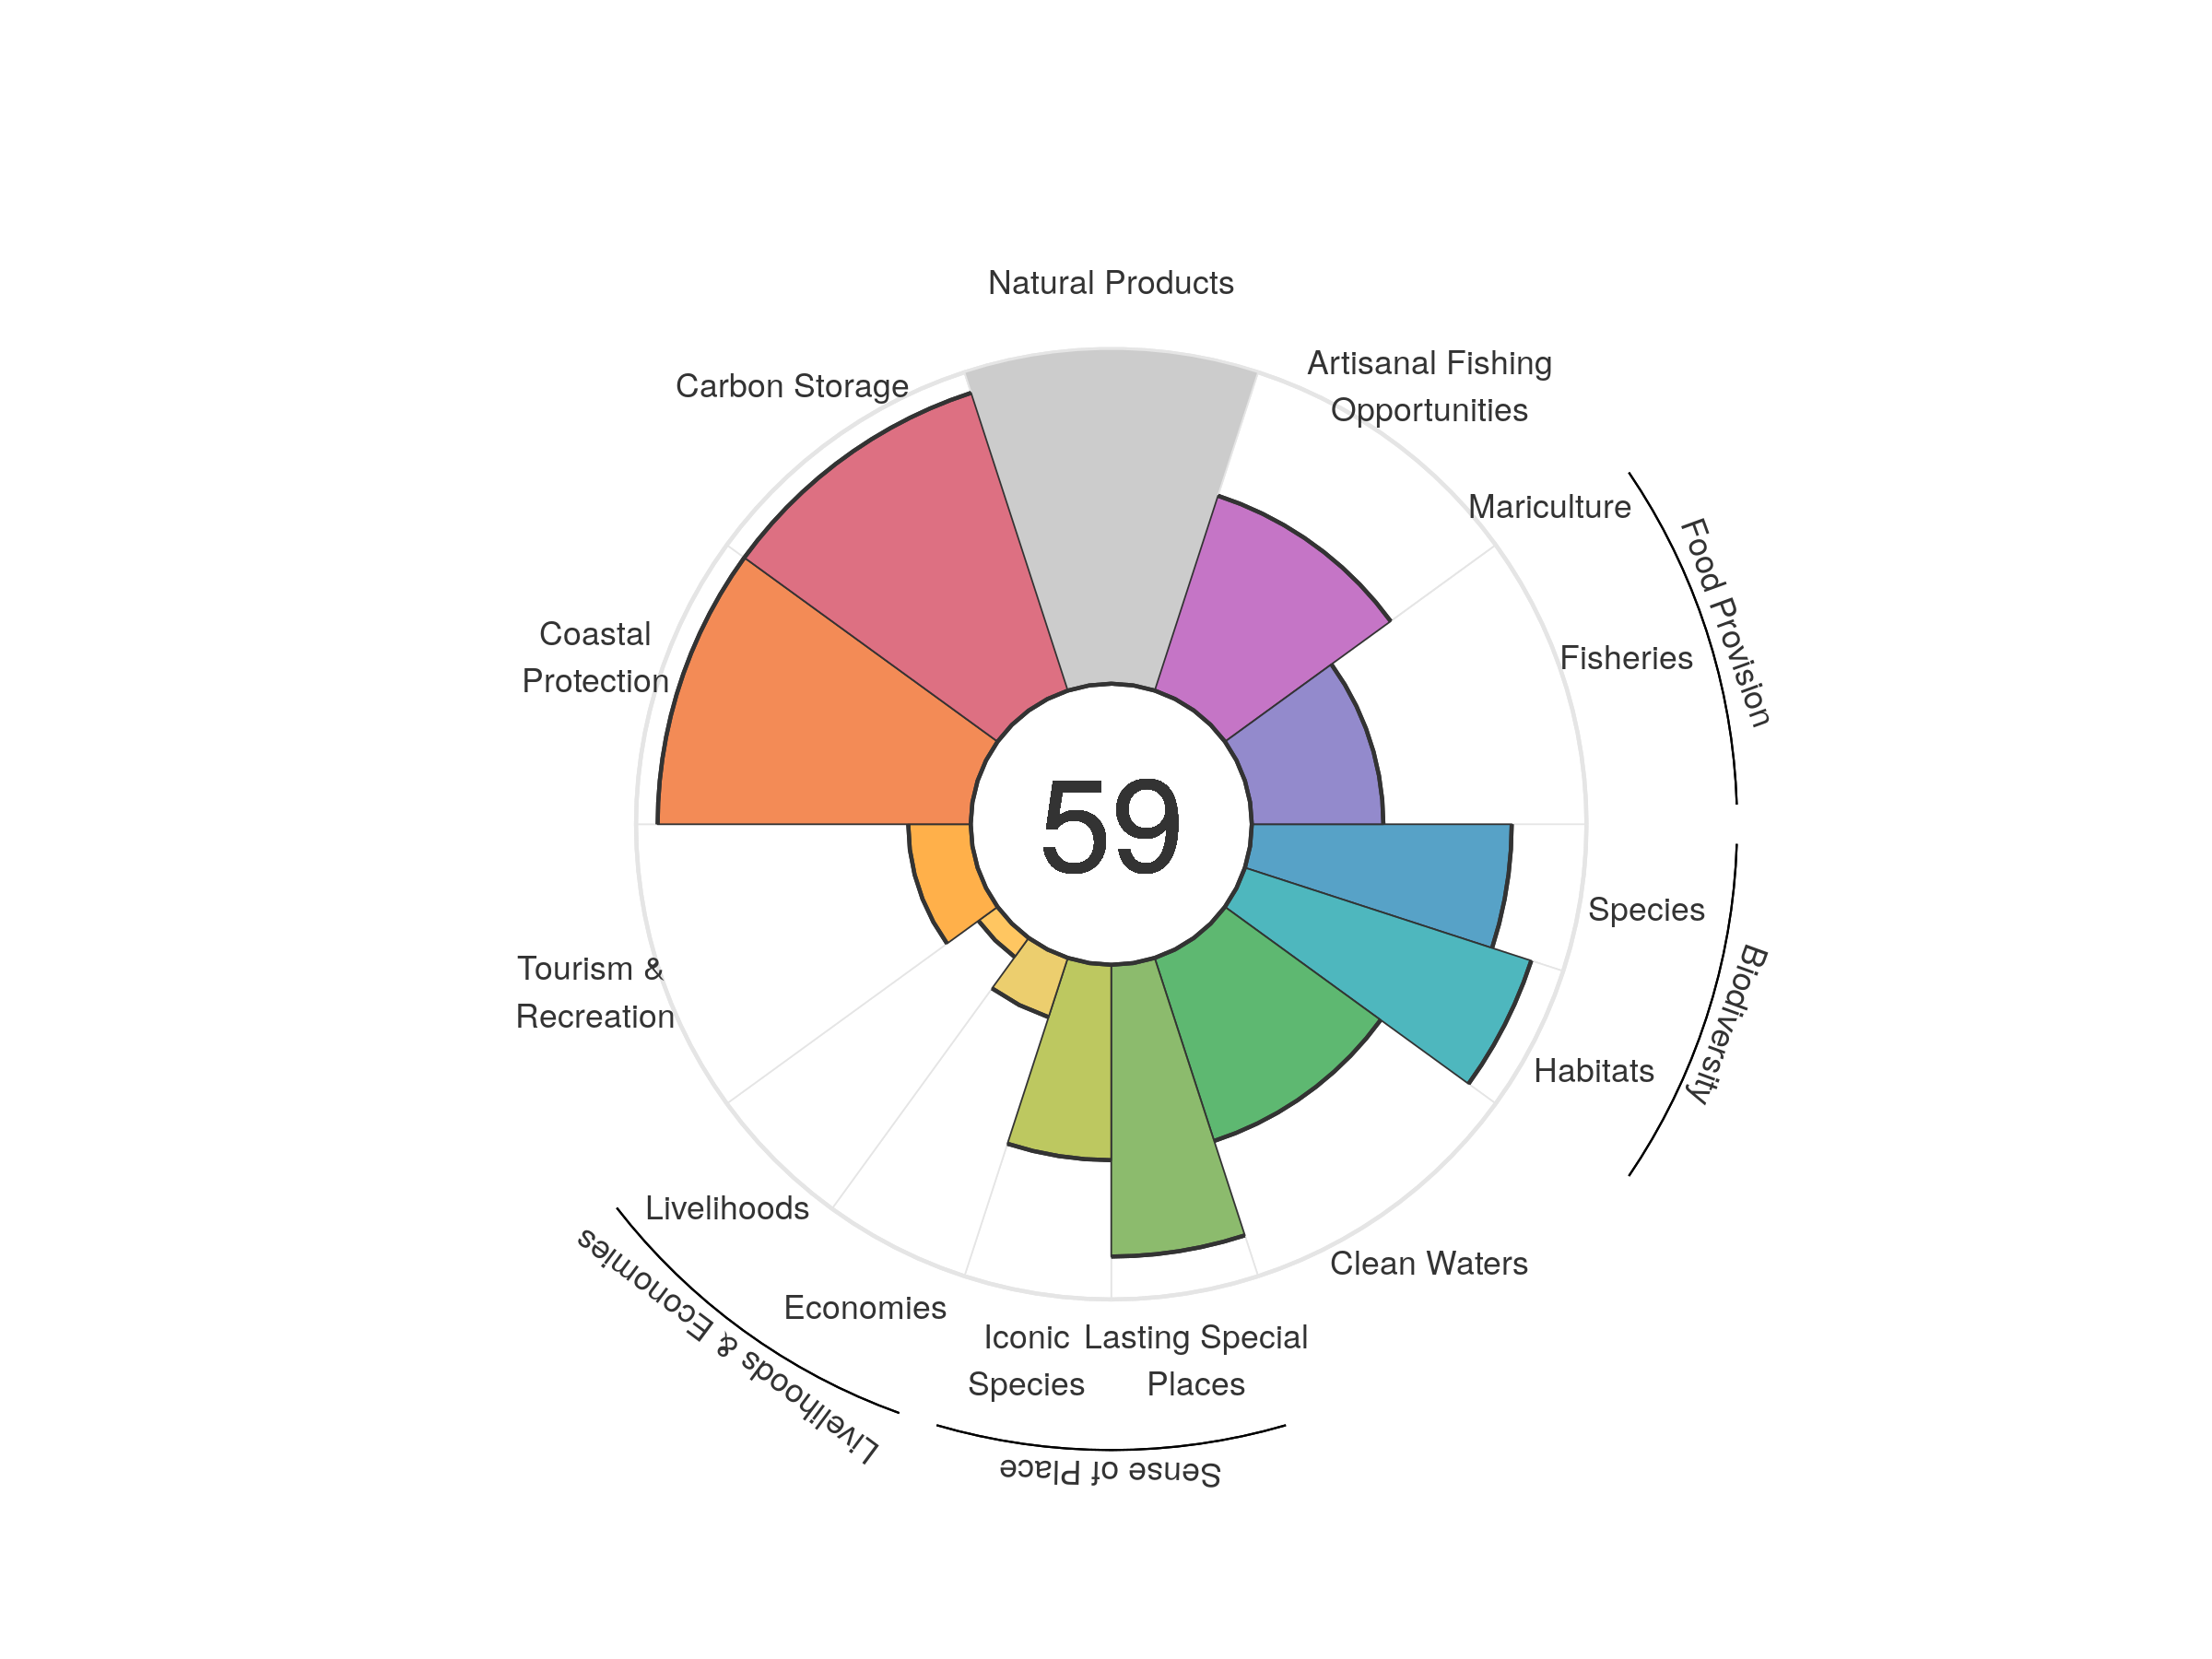 Natural Products
Artisanal Fishing
Opportunities
Carbon Storage
Mariculture
Food Provision
Fisheries
Coastal
Protection
59
Species
Biodiversity
Tourism &
Recreation
Habitats
Livelihoods
Livelihoods & Economies
Clean Waters
Economies
Iconic
Species
Lasting Special
Places
Sense of Place